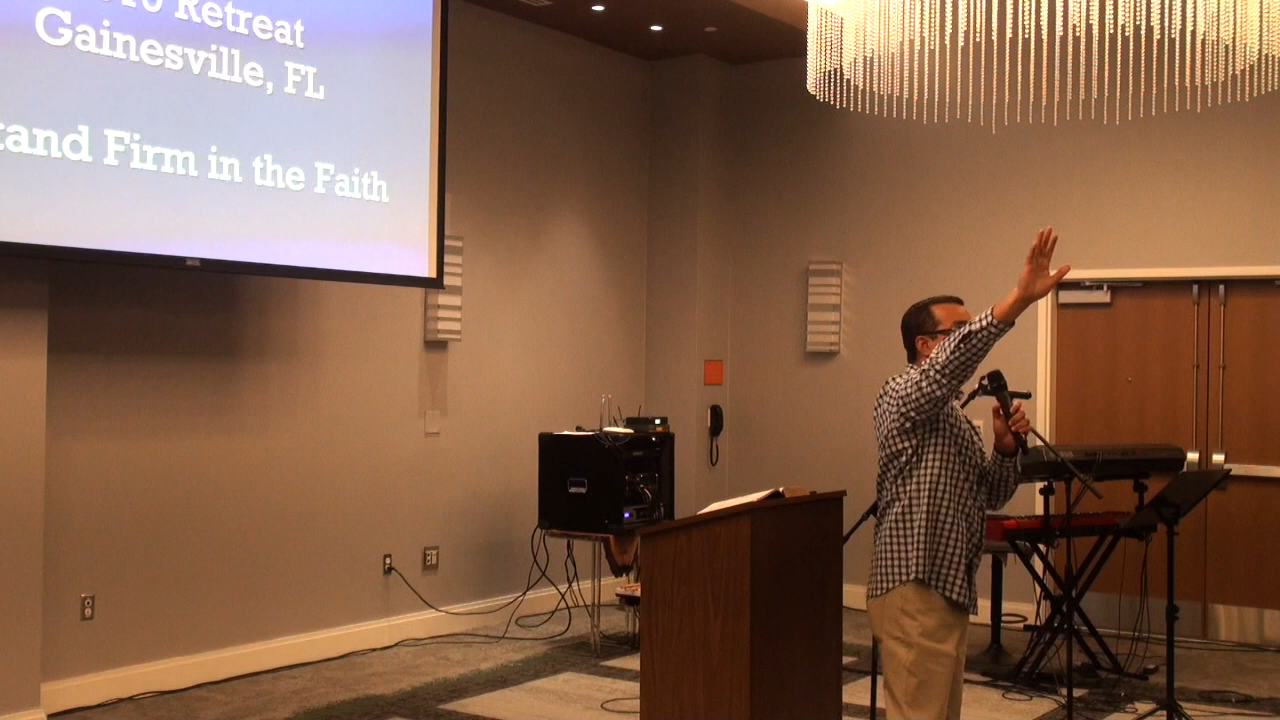 Retreat
Gainesville, FL
and Firm in the Faith